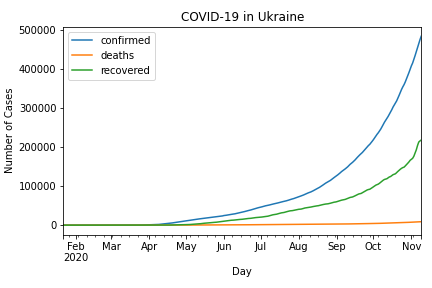 COVID-19 in Ukraine
confirmed
deaths
recovered
Number of Cases
500000
400000
300000
200000
100000
0
Feb Mar Apr May Jun Jul Aug Sep Oct Nov
2020
Day